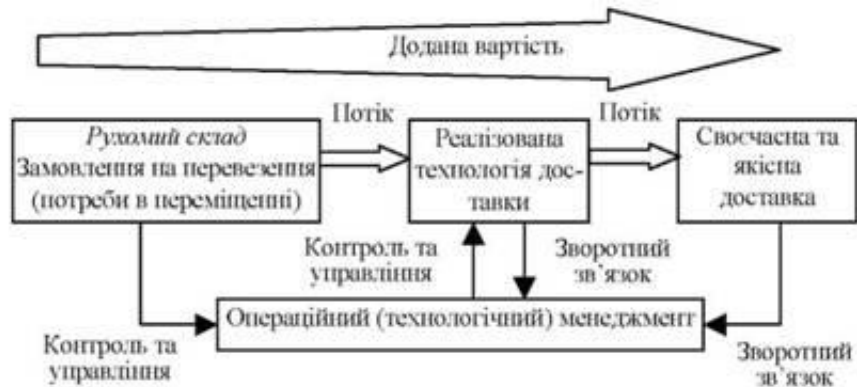 Додана вартість
Потік
Потік
Рухомий склад
Замовлення на перевезення
(потреби в переміщенні)
Реалізована
технологія дос-
тавки
Своєчасна та
якісна
доставка
Контроль та
управління
Зворотний
зв`язок
Операційний (технологічний) менеджмент
Контроль та
управління
Зворотний
зв`язок